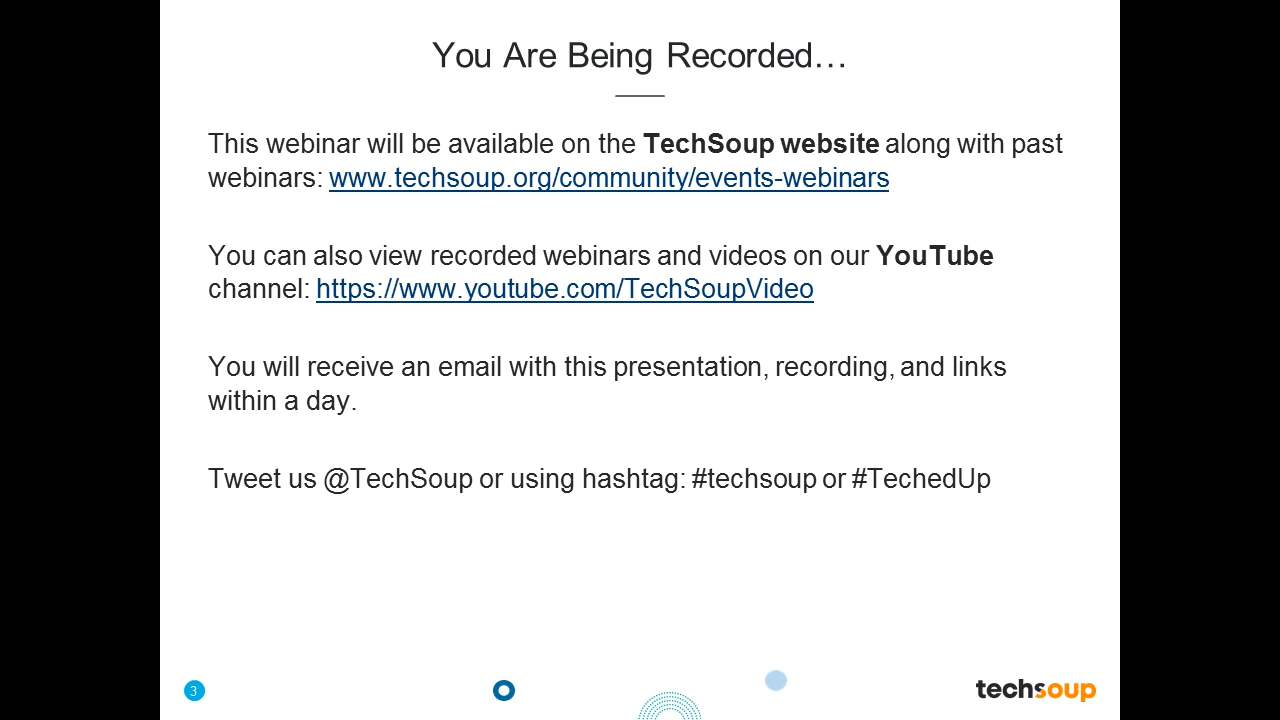 You Are Being Recorded…
This webinar will be available on the TechSoup website along with past
webinars: www.techsoup.org/community/events-webinars
You can also view recorded webinars and videos on our YouTube
channel: https://www.youtube.com/TechSoupVideo
You will receive an email with this presentation, recording, and links
within a day.
Tweet us @TechSoup or using hashtag: #techsoup or #TechedUp
3
techsoup